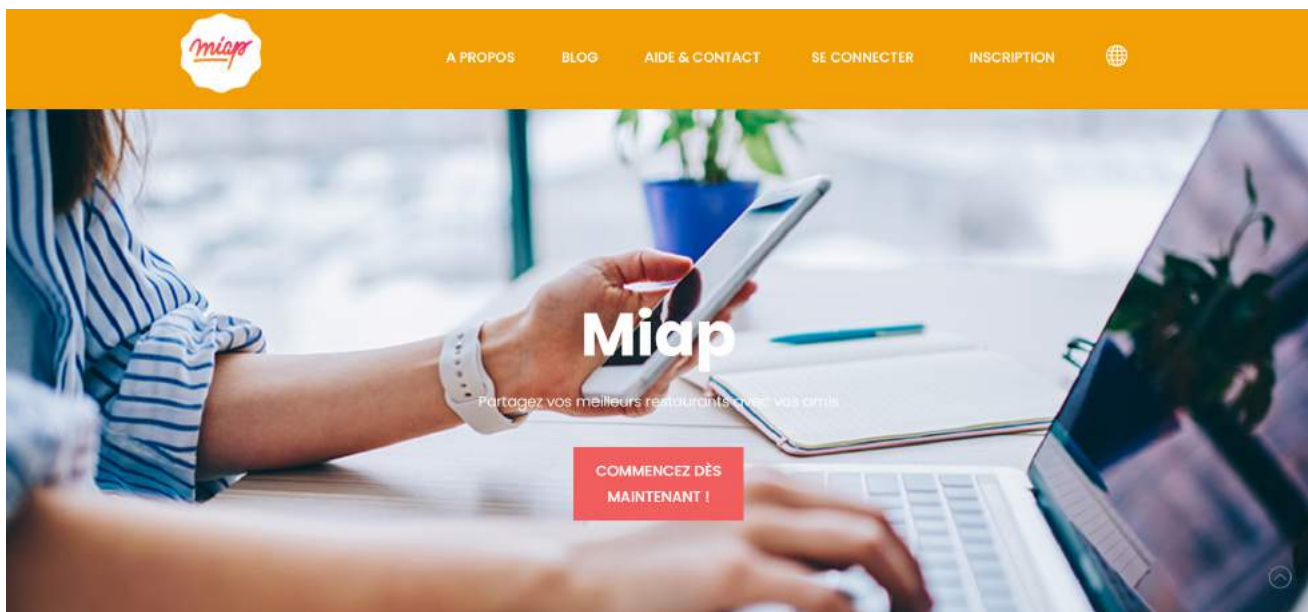 miap
A PROPOS BLOG AIDE & CONTACT SE CONNECTER INSCRIPTION
Miap
Partagez vos meilleurs restaurants avec vos amis
COMMENCEZ DÈS
MAINTENANT !